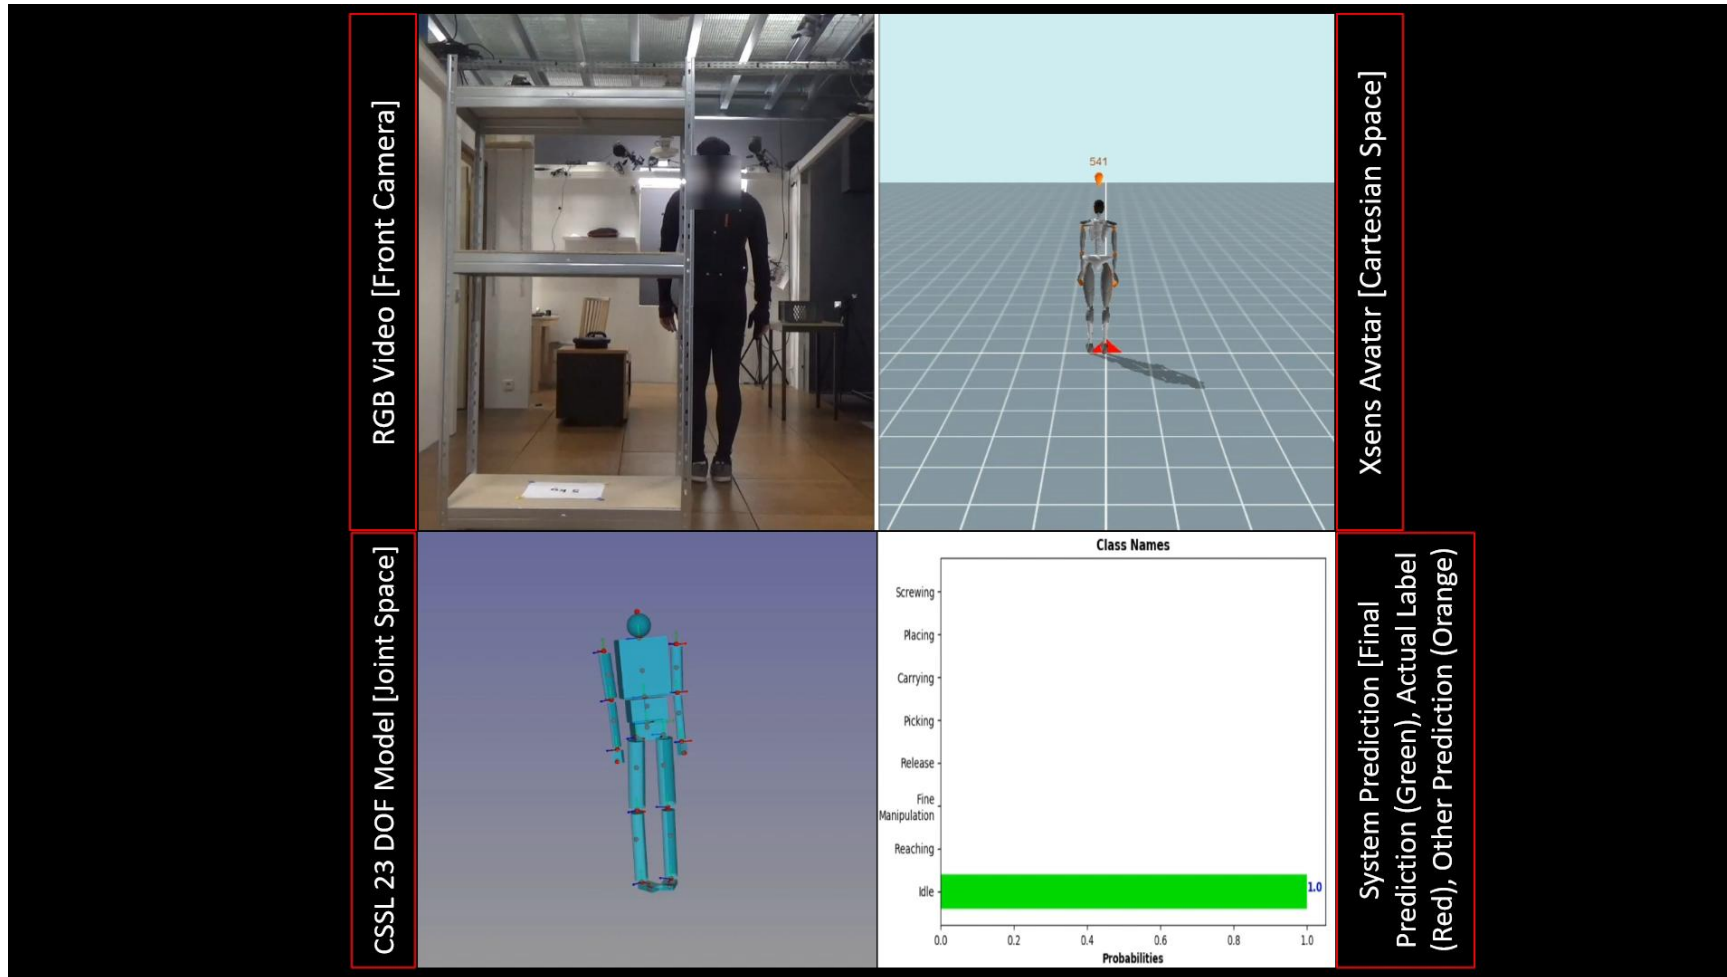 RGB Video [Front Camera]
541
Xsens Avatar [Cartesian Space]
5 kg
CSSL 23 DOF Model [Joint Space]
Class Names
Screwing
Placing
Carrying
Picking
Release
Fine
Manipulation
Reaching
Idle
1.0
0.0 0.2 0.4 0.6 0.8 1.0
Probabilities
System Prediction [Final
Prediction (Green), Actual Label
(Red), Other Prediction (Orange)